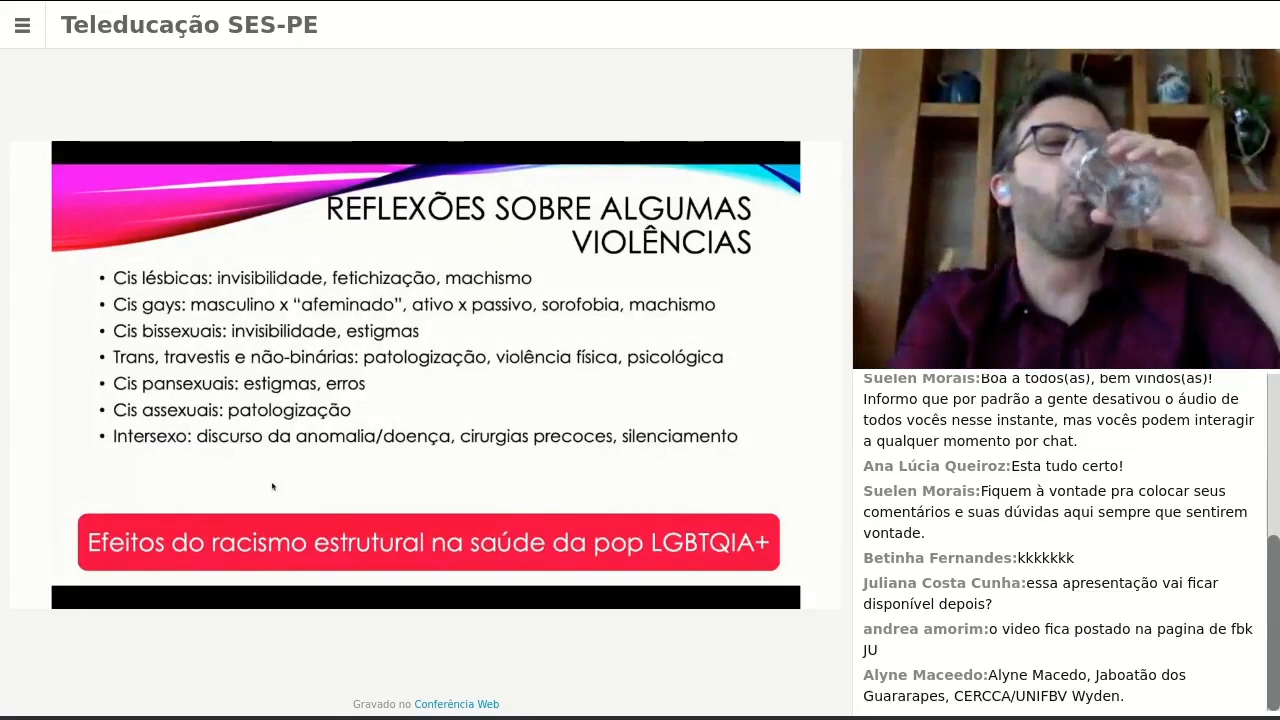 Teleducação SES-PE
REFLEXÕES SOBRE ALGUMAS
VIOLÊNCIAS
• Cis lésbicas: invisibilidade, fetichização, machismo
• Cis gays: masculino x “afeminado”, ativo x passivo, sorofobia, machismo
• Cis bissexuais: invisibilidade, estigmas
• Trans, travestis e não-binárias: patologização, violência física, psicológica
• Cis pansexuais: estigmas, erros
• Cis assexuais: patologização
• Intersexo: discurso da anomalia/doença, cirurgias precoces, silenciamento
Efeitos do racismo estrutural na saúde da pop LGBTQIA+
Gravado no Conferência Web
Suelen Morais:Boa a todos(as), bem vindos(as)!
Informo que por padrão a gente desativou o áudio de
todos vocês nesse instante, mas vocês podem interagir
a qualquer momento por chat.
Ana Lúcia Queiroz:Esta tudo certo!
Suelen Morais:Fiquem à vontade pra colocar seus
comentários e suas dúvidas aqui sempre que sentirem
vontade.
Betinha Fernandes:kkkkkkk
Juliana Costa Cunha:essa apresentação vai ficar
disponível depois?
andrea amorim:o video fica postado na pagina de fbk
JU
Alyne Maceedo:Alyne Macedo, Jaboatão dos
Guararapes, CERCCA/UNIFBV Wyden.